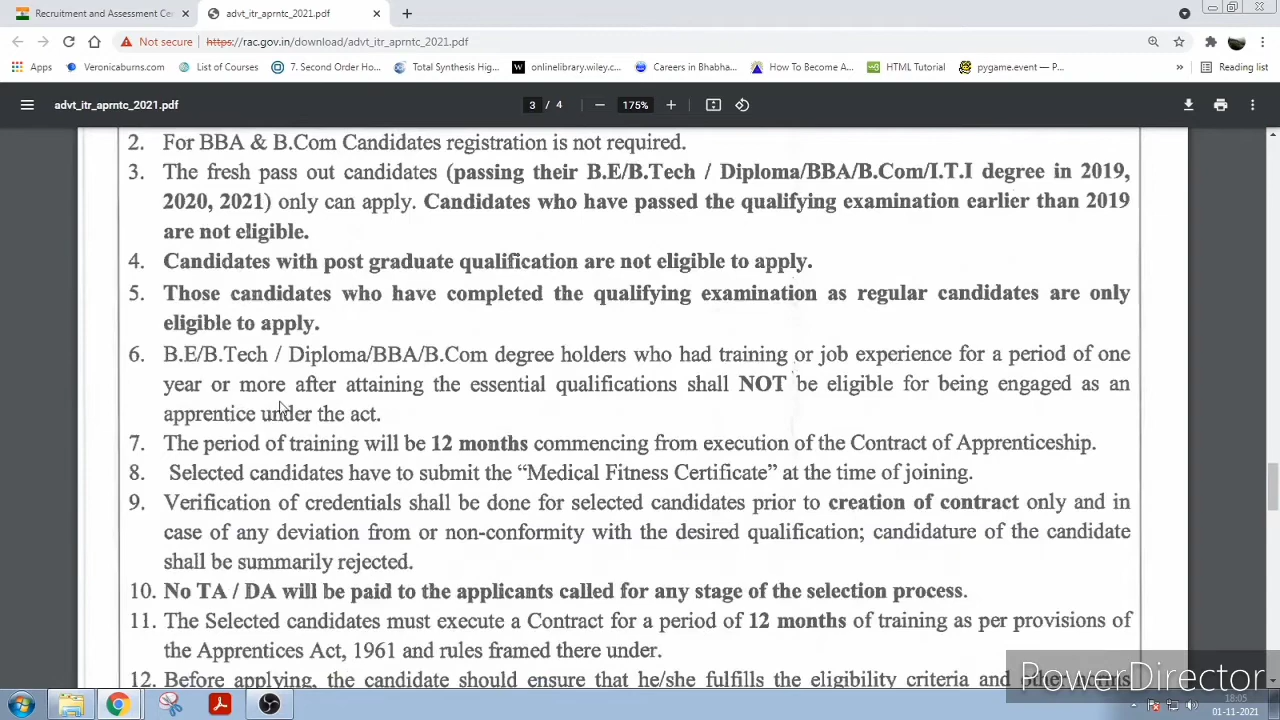 Recruitment and Assessment Ce
advt_itr_aprntc_2021.pdf
Not secure
https://rac.gov.in/download/advt_itr_aprntc_2021.pdf
Apps
Veronicaburns.com
List of Courses
7. Second Order Ho...
Total Synthesis Hig...
onlinelibrary.wiley.c...
Careers in Bhabha...
How To Become A...
HTML Tutorial
pygame.event — P...
»
Reading list
advt_itr_aprntc_2021.pdf
3 / 4
175%
2. For BBA & B.Com Candidates registration is not required.
3. The fresh pass out candidates (passing their B.E/B.Tech / Diploma/BBA/B.Com/I.T.I degree in 2019,
2020, 2021) only can apply. Candidates who have passed the qualifying examination earlier than 2019
are not eligible.
4. Candidates with post graduate qualification are not eligible to apply.
5. Those candidates who have completed the qualifying examination as regular candidates are only
eligible to apply.
6. B.E/B.Tech / Diploma/BBA/B.Com degree holders who had training or job experience for a period of one
year or more after attaining the essential qualifications shall NOT be eligible for being engaged as an
apprentice under the act.
7. The period of training will be 12 months commencing from execution of the Contract of Apprenticeship.
8. Selected candidates have to submit the “Medical Fitness Certificate” at the time of joining.
9. Verification of credentials shall be done for selected candidates prior to creation of contract only and in
case of any deviation from or non-conformity with the desired qualification; candidature of the candidate
shall be summarily rejected.
10. No TA / DA will be paid to the applicants called for any stage of the selection process.
11. The Selected candidates must execute a Contract for a period of 12 months of training as per provisions of
the Apprentices Act, 1961 and rules framed there under.
12. Before applying, the candidate should ensure that he/she fulfills the eligibility criteria and other
PowerDirector
18:05
01-11-2021